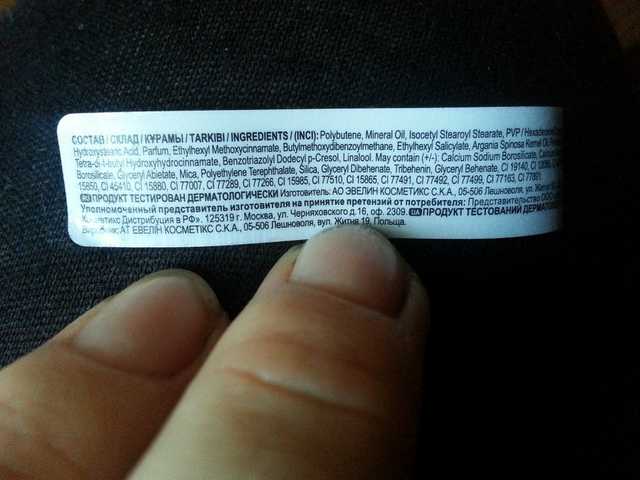 СОСТАВ / СКЛАД / ҚҰРАМЫ / TARKIBI / INGREDIENTS / (INCI): Polybutene, Mineral Oil, Isocetyl Stearoyl Stearate, PVP / Hexadecene
Hydroxystearic Acid, Parfum, Ethylhexyl Methoxycinnamate, Butylmethoxydibenzoylmethane, Ethylhexyl Salicylate, Argania Spinosa Kernel Oil,
Tetra-di-t-butyl Hydroxyhydrocinnamate, Benzotriazolyl Dodecyl p-Cresol, Linalool. May contain (+/-): Calcium Sodium Borosilicate,
Borosilicate, Glyceryl Abietate, Mica, Polyethylene Terephthalate, Silica, Glyceryl Dibehenate, Tribehenin, Glyceryl Behenate, CI 19140,
15850, CI 45410, CI 15380, CI 77007, CI 77289, CI 77266, CI 15985, CI 77510, CI 15865, CI 77491, CI 77492, CI 77499, CI 77163, CI 77891
ПРОДУКТ ТЕСТИРОВАН ДЕРМАТОЛОГИЧЕСКИ Изготовитель: АО ЭВЕЛИН КОСМЕТИКС С.К.А., 05-506 Лешноволя, ул.
Уполномоченный представитель изготовителя на принятие претензий от потребителя: Представительство ООО
Косметикс Дистрибуция в РФ». 125319 г. Москва, ул. Черняховского д.16, оф. 2309. UA ПРОДУКТ ТЕСТОВАНИЙ
Виробник: АТ ЕВЕЛІН КОСМЕТІКС С.К.А., 05-506 Лешноволя, вул. Житня 19, Польща.